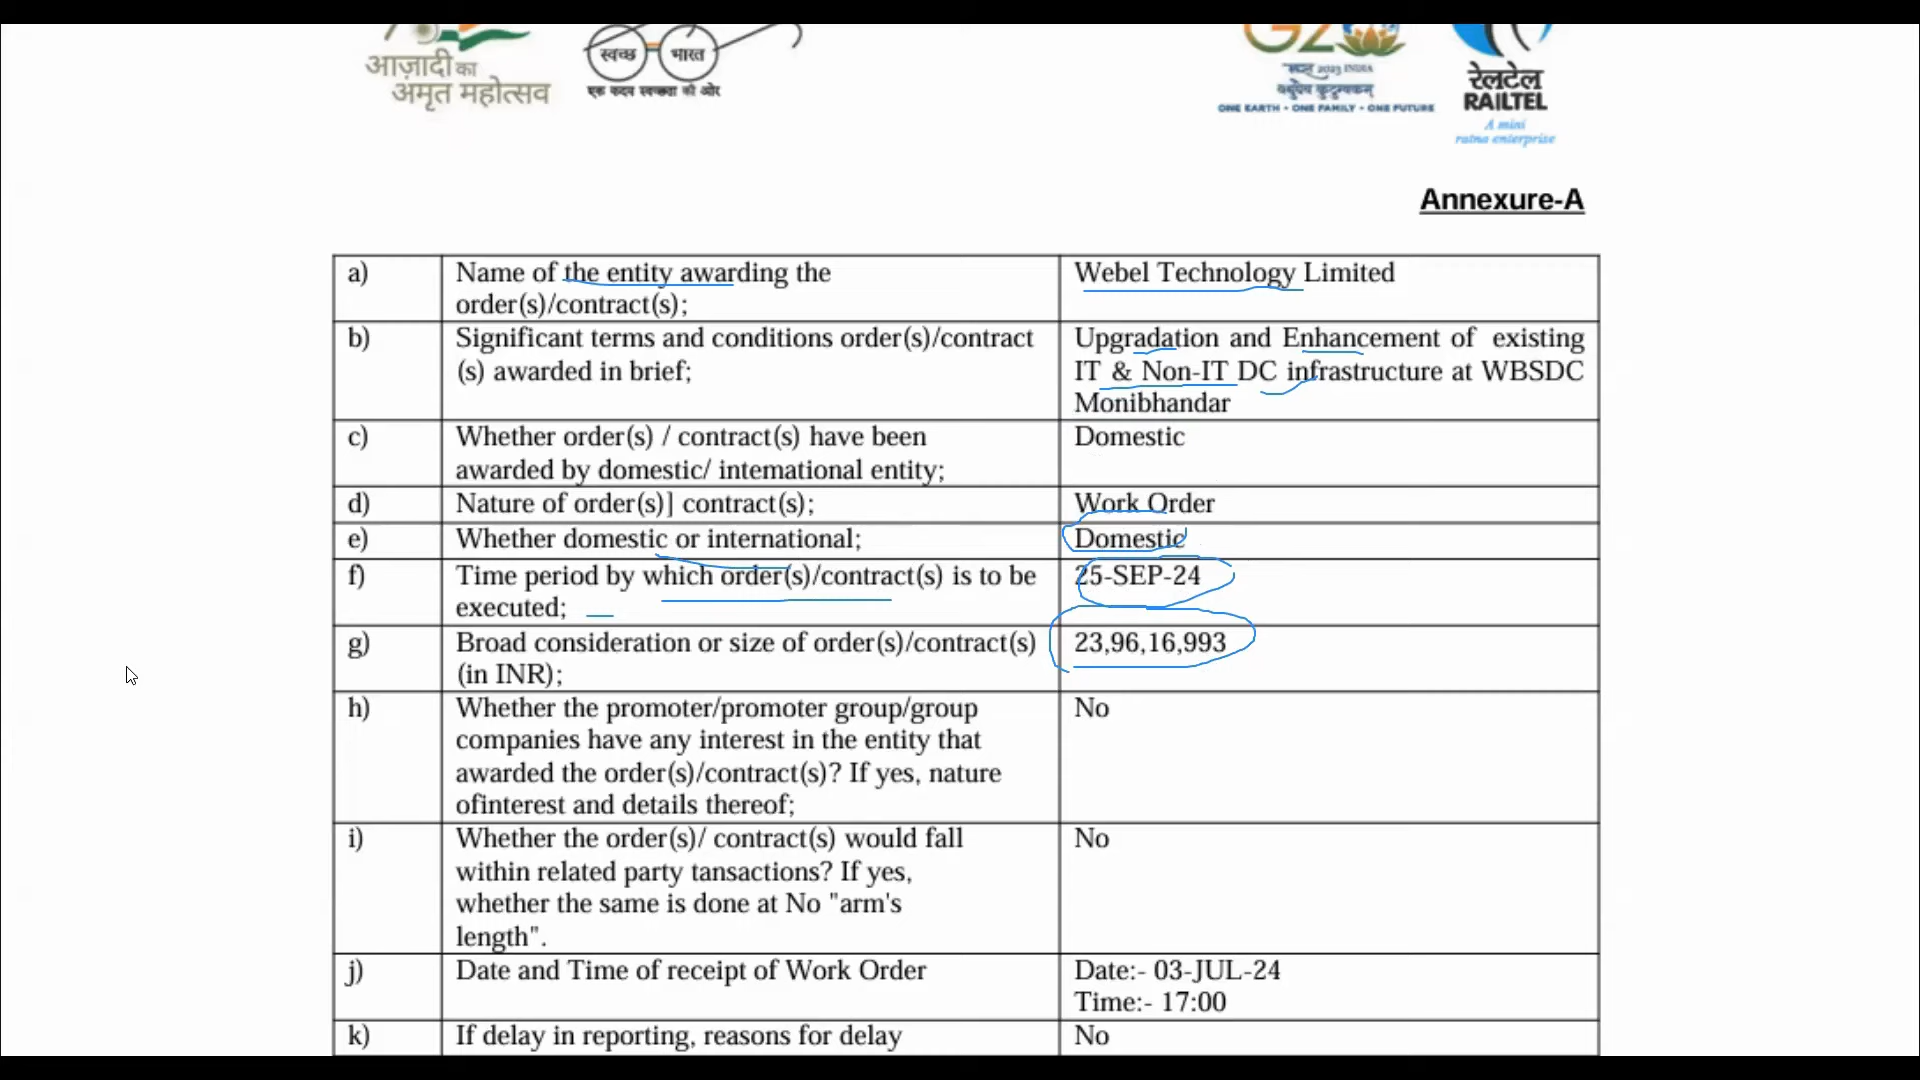 आज़ादी का
अमृत महोत्सव
स्वच्छ भारत
एक कदम स्वच्छता की ओर
G20
भारत 2023 INDIA
वसुधैव कुटुम्बकम्
ONE EARTH • ONE FAMILY • ONE FUTURE
रेलटेल
RAILTEL
A mini
ratna enterprise
Annexure-A
a) Name of the entity awarding the Webel Technology Limited
order(s)/contract(s);
b) Significant terms and conditions order(s)/contract Upgradation and Enhancement of existing
(s) awarded in brief; IT & Non-IT DC infrastructure at WBSDC
Monibhandar
c) Whether order(s) / contract(s) have been Domestic
awarded by domestic/ international entity;
d) Nature of order(s)] contract(s); Work Order
e) Whether domestic or international; Domestic
f) Time period by which order(s)/contract(s) is to be 25-SEP-24
executed;
g) Broad consideration or size of order(s)/contract(s) 23,96,16,993
(in INR);
h) Whether the promoter/promoter group/group No
companies have any interest in the entity that
awarded the order(s)/contract(s)? If yes, nature
ofinterest and details thereof;
i) Whether the order(s)/ contract(s) would fall No
within related party tansactions? If yes,
whether the same is done at No "arm's
length".
j) Date and Time of receipt of Work Order Date:- 03-JUL-24
Time:- 17:00
k) If delay in reporting, reasons for delay No